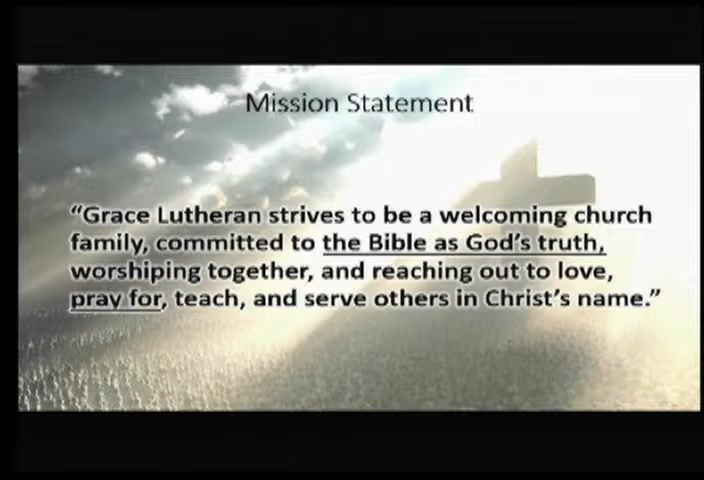 Mission Statement
“Grace Lutheran strives to be a welcoming church
family, committed to the Bible as God’s truth,
worshiping together, and reaching out to love,
pray for, teach, and serve others in Christ’s name.”